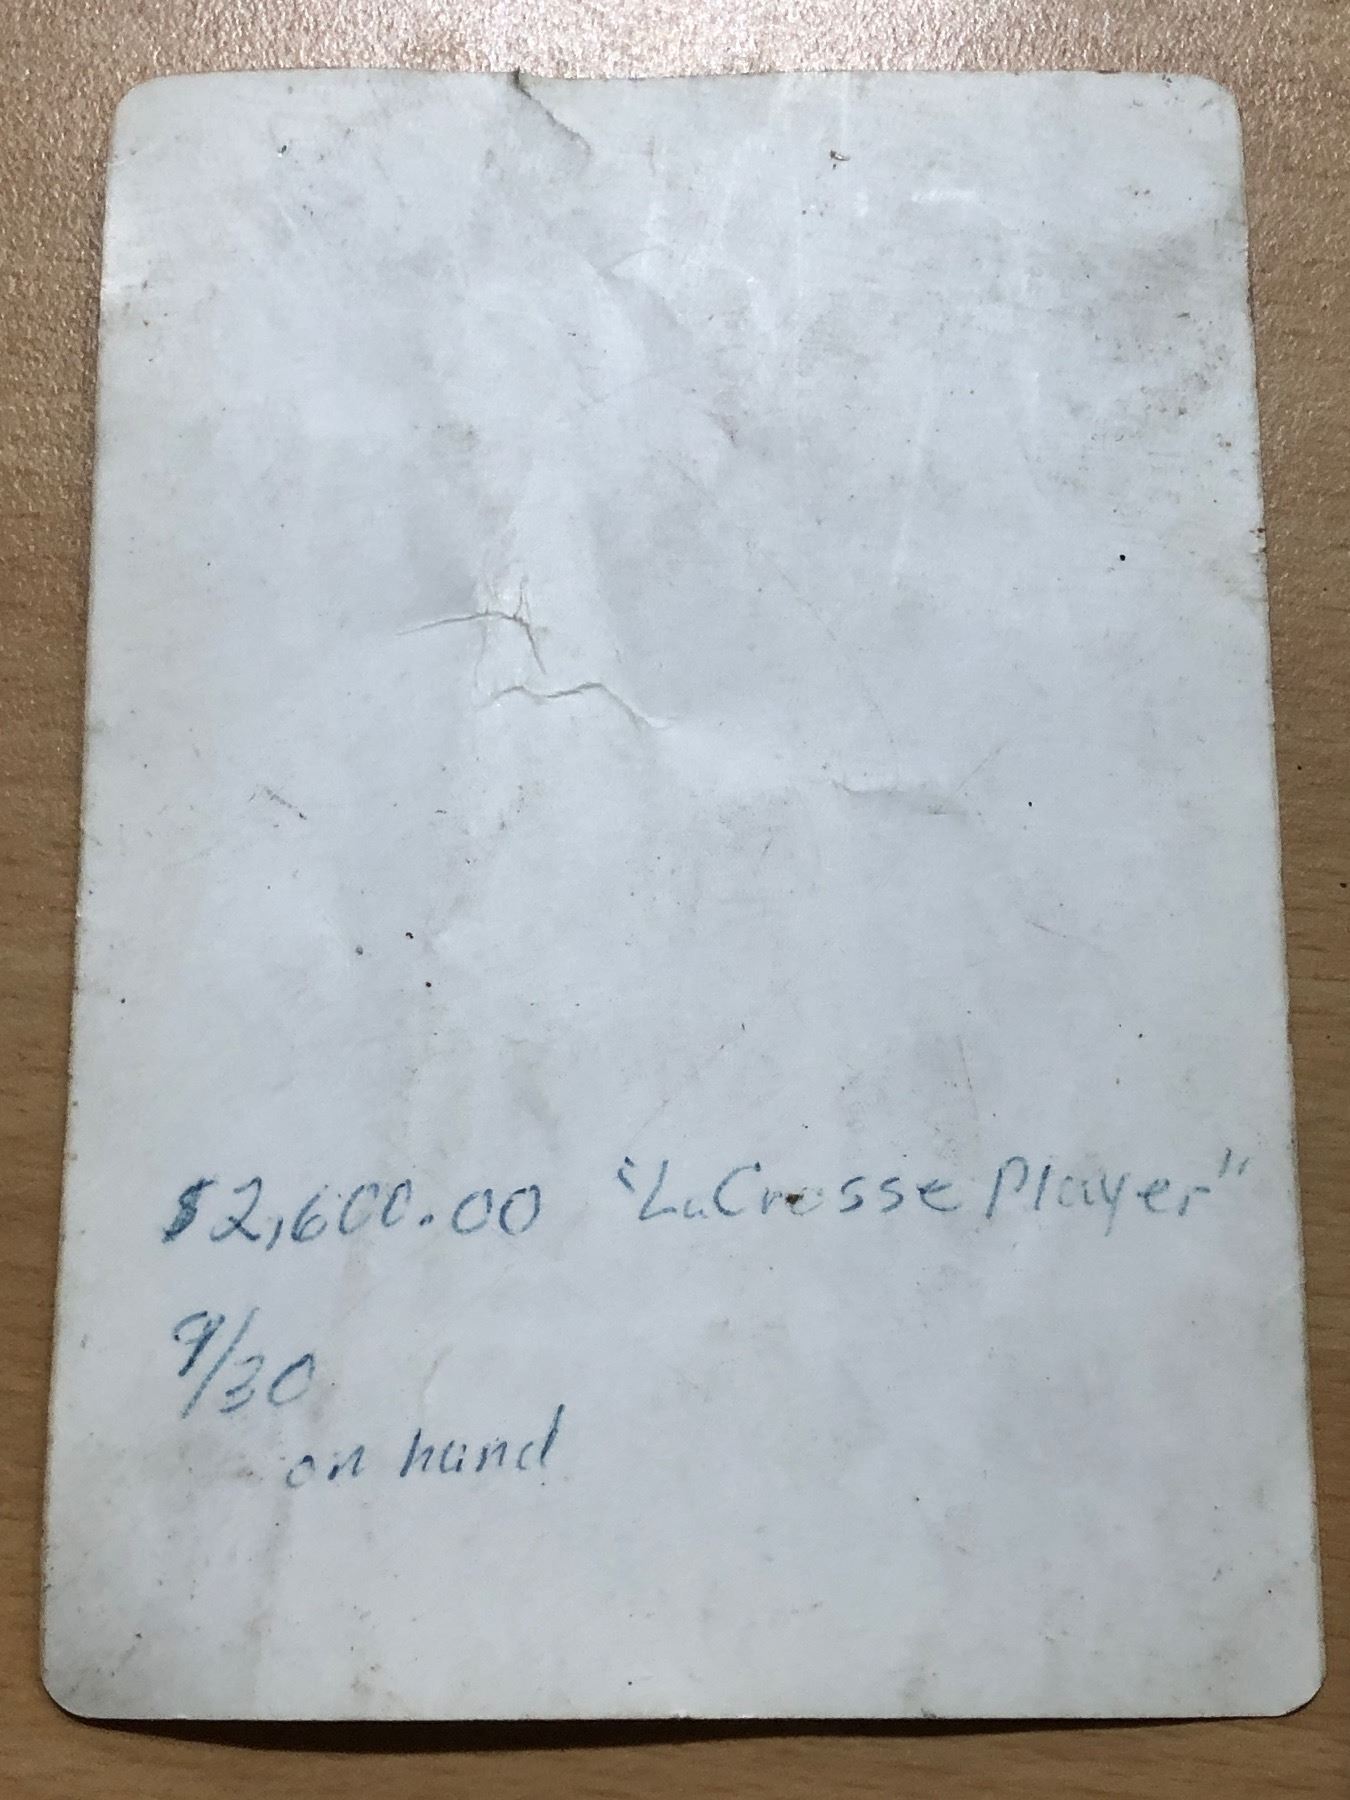 $2,600.00 "LaCrosse Player"
9/30
on hand